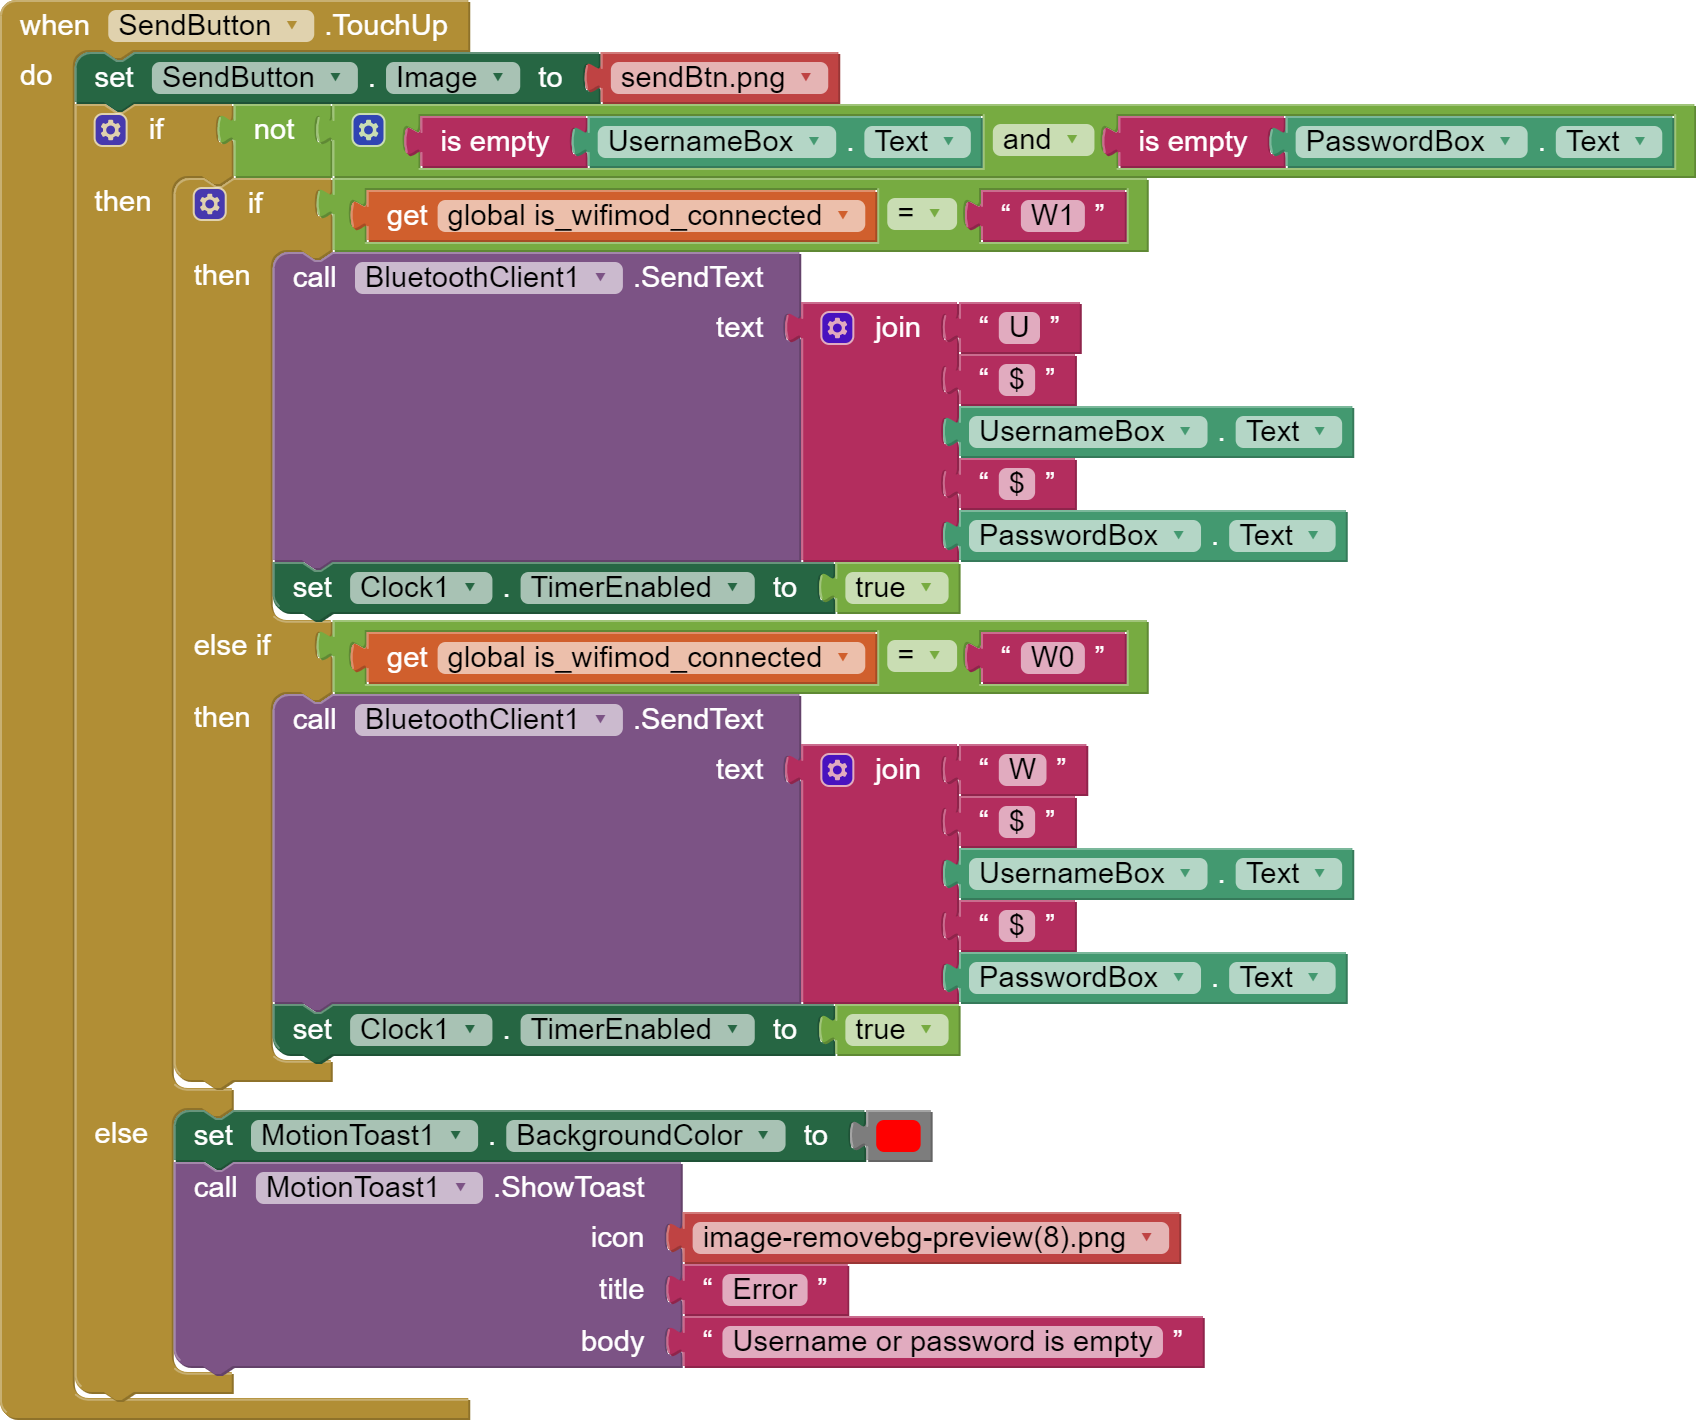 when SendButton .TouchUp
do set SendButton . Image to sendBtn.png
if not is empty UsernameBox . Text and is empty PasswordBox . Text
then if get global is_wifimod_connected = “ W1 ”
then call BluetoothClient1 .SendText
text join “ U ”
“ $ ”
UsernameBox . Text
“ $ ”
PasswordBox . Text
set Clock1 . TimerEnabled to true
else if get global is_wifimod_connected = “ W0 ”
then call BluetoothClient1 .SendText
text join “ W ”
“ $ ”
UsernameBox . Text
“ $ ”
PasswordBox . Text
set Clock1 . TimerEnabled to true
else set MotionToast1 . BackgroundColor to
call MotionToast1 .ShowToast
icon image-removebg-preview(8).png
title “ Error ”
body “ Username or password is empty ”